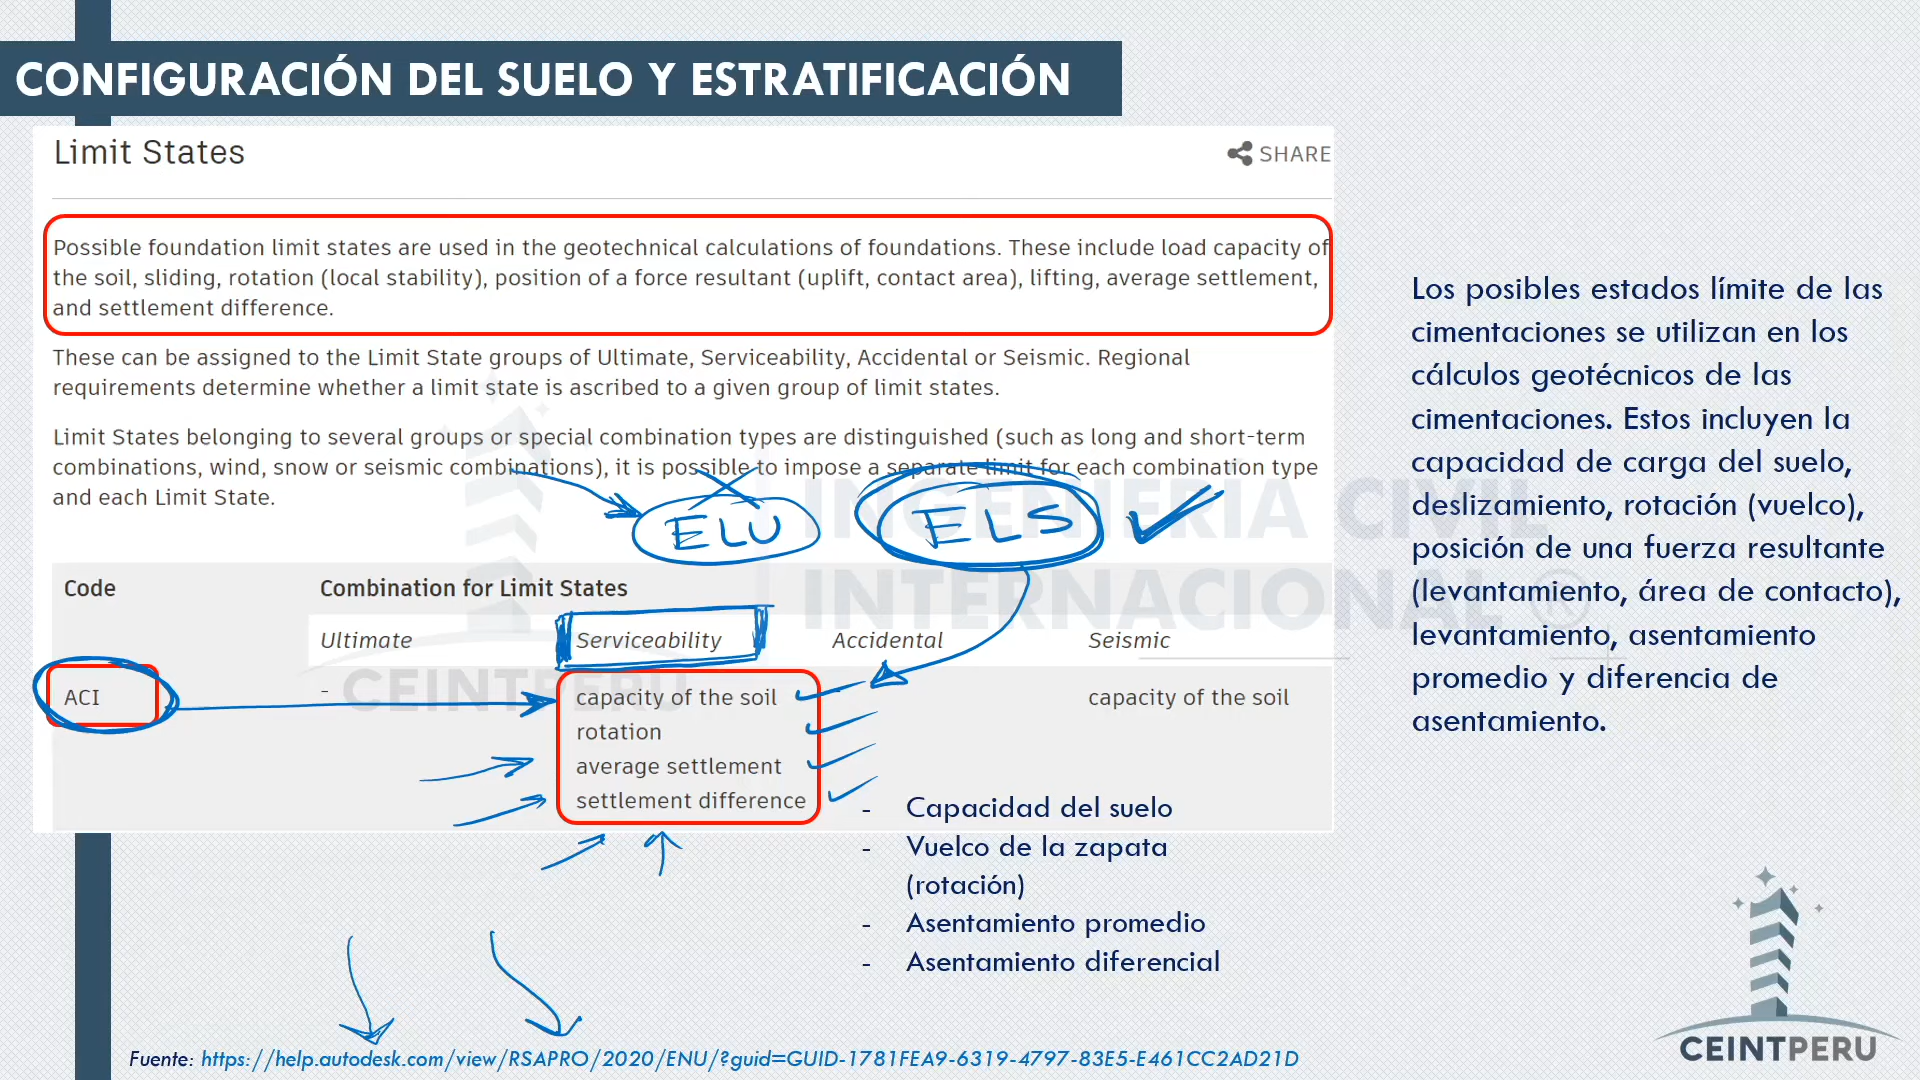 CONFIGURACIÓN DEL SUELO Y ESTRATIFICACIÓN
Limit States
SHARE
Possible foundation limit states are used in the geotechnical calculations of foundations. These include load capacity of
the soil, sliding, rotation (local stability), position of a force resultant (uplift, contact area), lifting, average settlement,
and settlement difference.
These can be assigned to the Limit State groups of Ultimate, Serviceability, Accidental or Seismic. Regional
requirements determine whether a limit state is ascribed to a given group of limit states.
Limit States belonging to several groups or special combination types are distinguished (such as long and short-term
combinations, wind, snow or seismic combinations), it is possible to impose a separate limit for each combination type
and each Limit State.
ELU
ELS
INGENIERÍA CIVIL
INTERNACIONAL ®
CEINTPERU
Code
Combination for Limit States
Ultimate
Serviceability
Accidental
Seismic
ACI
-
capacity of the soil
rotation
average settlement
settlement difference
capacity of the soil
- Capacidad del suelo
- Vuelco de la zapata
(rotación)
- Asentamiento promedio
- Asentamiento diferencial
Los posibles estados límite de las
cimentaciones se utilizan en los
cálculos geotécnicos de las
cimentaciones. Estos incluyen la
capacidad de carga del suelo,
deslizamiento, rotación (vuelco),
posición de una fuerza resultante
(levantamiento, área de contacto),
levantamiento, asentamiento
promedio y diferencia de
asentamiento.
Fuente: https://help.autodesk.com/view/RSAPRO/2020/ENU/?guid=GUID-1781FEA9-6319-4797-83E5-E461CC2AD21D
CEINTPERU